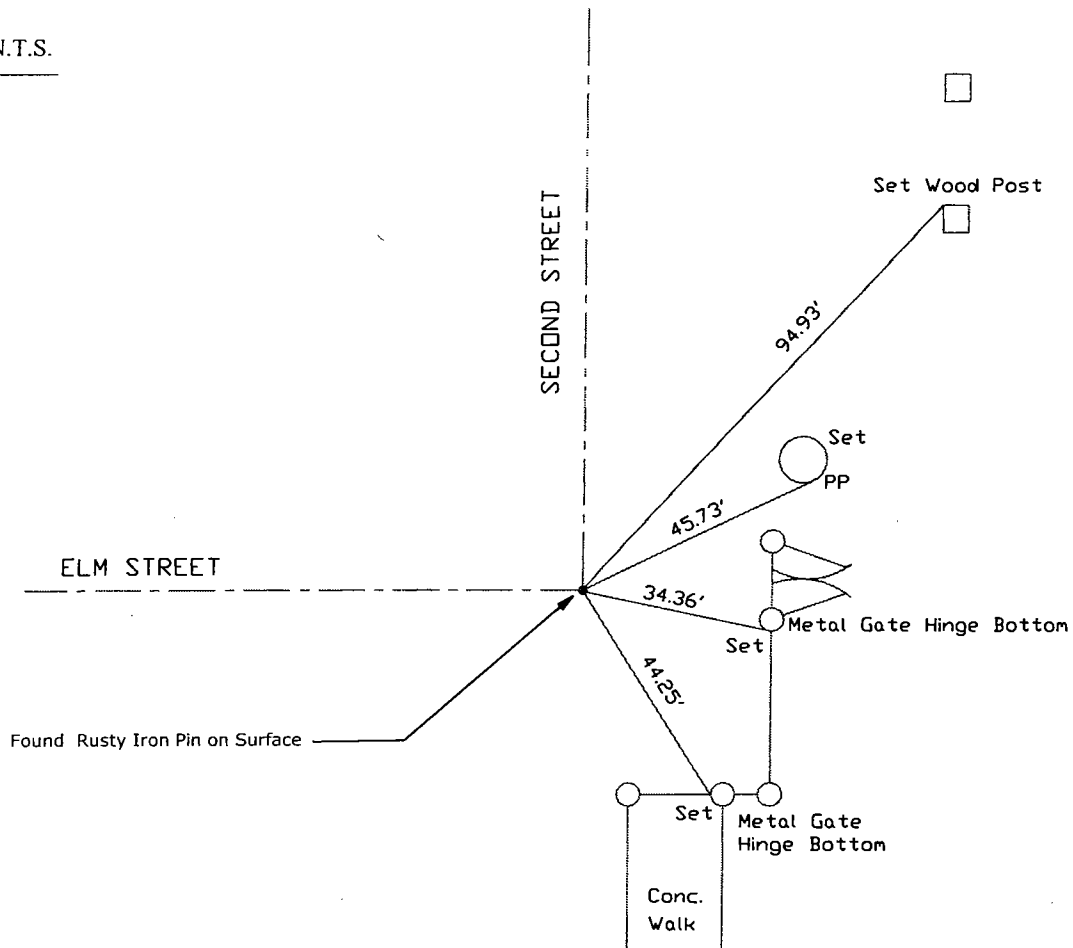 N.T.S.
Set Wood Post
SECOND STREET
94.93'
Set
PP
45.73'
ELM STREET
34.36'
Metal Gate Hinge Bottom
Set
44.25'
Found Rusty Iron Pin on Surface
Set
Metal Gate
Hinge Bottom
Conc.
Walk